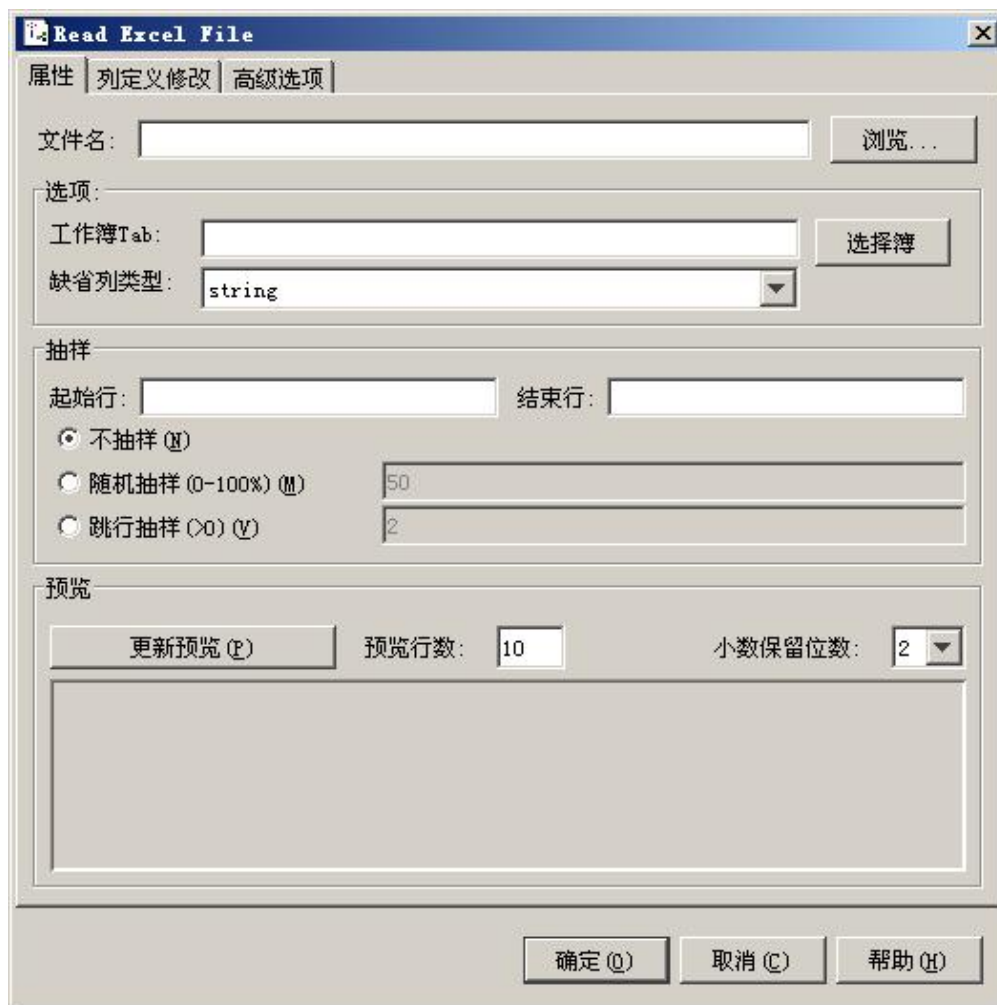 Read Excel File
属性 列定义修改 高级选项
文件名: 浏览...
选项:
工作簿Tab: 选择簿
缺省列类型: string
抽样
起始行: 结束行:
不抽样(N)
随机抽样(0-100%)(M) 50
跳行抽样(>0)(V) 2
预览
更新预览(P) 预览行数: 10 小数保留位数: 2
确定(O) 取消(C) 帮助(H)